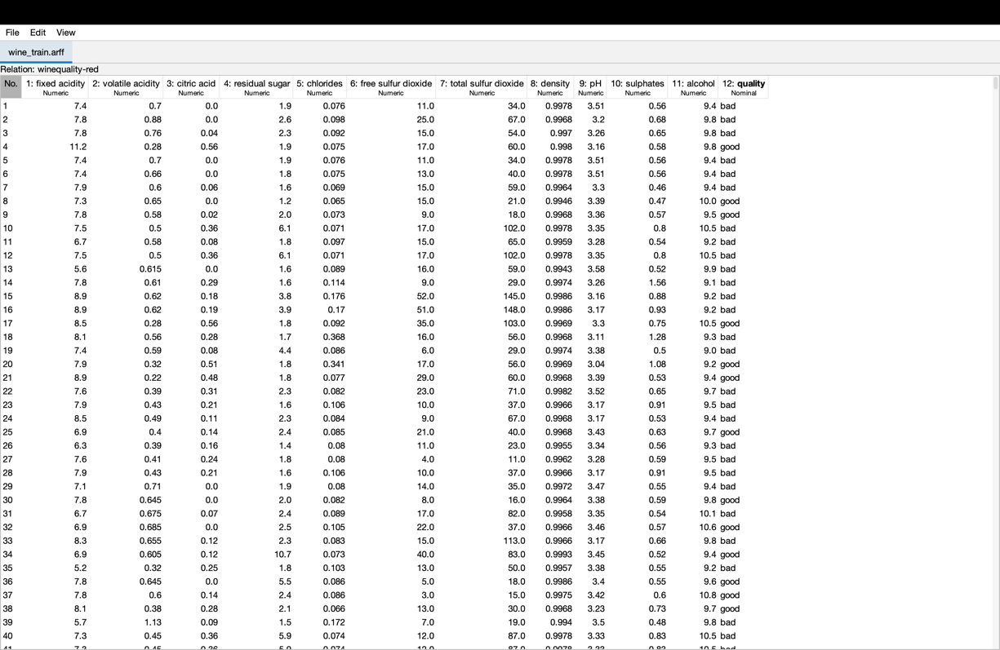 File Edit View
wine_train.arff
Relation: winequality-red
No. 1: fixed acidity 2: volatile acidity 3: citric acid 4: residual sugar 5: chlorides 6: free sulfur dioxide 7: total sulfur dioxide 8: density 9: pH 10: sulphates 11: alcohol 12: quality
Numeric Numeric Numeric Numeric Numeric Numeric Numeric Numeric Numeric Numeric Numeric Nominal
1 7.4 0.7 0.0 1.9 0.076 11.0 34.0 0.9978 3.51 0.56 9.4 bad
2 7.8 0.88 0.0 2.6 0.098 25.0 67.0 0.9968 3.2 0.68 9.8 bad
3 7.8 0.76 0.04 2.3 0.092 15.0 54.0 0.997 3.26 0.65 9.8 bad
4 11.2 0.28 0.56 1.9 0.075 17.0 60.0 0.998 3.16 0.58 9.8 good
5 7.4 0.7 0.0 1.9 0.076 11.0 34.0 0.9978 3.51 0.56 9.4 bad
6 7.4 0.66 0.0 1.8 0.075 13.0 40.0 0.9978 3.51 0.56 9.4 bad
7 7.9 0.6 0.06 1.6 0.069 15.0 59.0 0.9964 3.3 0.46 9.4 bad
8 7.3 0.65 0.0 1.2 0.065 15.0 21.0 0.9946 3.39 0.47 10.0 good
9 7.8 0.58 0.02 2.0 0.073 9.0 18.0 0.9968 3.36 0.57 9.5 good
10 7.5 0.5 0.36 6.1 0.071 17.0 102.0 0.9978 3.35 0.8 10.5 bad
11 6.7 0.58 0.08 1.8 0.097 15.0 65.0 0.9959 3.28 0.54 9.2 bad
12 7.5 0.5 0.36 6.1 0.071 17.0 102.0 0.9978 3.35 0.8 10.5 bad
13 5.6 0.615 0.0 1.6 0.089 16.0 59.0 0.9943 3.58 0.52 9.9 bad
14 7.8 0.61 0.29 1.6 0.114 9.0 29.0 0.9974 3.26 1.56 9.1 bad
15 8.9 0.62 0.18 3.8 0.176 52.0 145.0 0.9986 3.16 0.88 9.2 bad
16 8.9 0.62 0.19 3.9 0.17 51.0 148.0 0.9986 3.17 0.93 9.2 bad
17 8.5 0.28 0.56 1.8 0.092 35.0 103.0 0.9969 3.3 0.75 10.5 good
18 8.1 0.56 0.28 1.7 0.368 16.0 56.0 0.9968 3.11 1.28 9.3 bad
19 7.4 0.59 0.08 4.4 0.086 6.0 29.0 0.9974 3.38 0.5 9.0 bad
20 7.9 0.32 0.51 1.8 0.341 17.0 56.0 0.9969 3.04 1.08 9.2 good
21 8.9 0.22 0.48 1.8 0.077 29.0 60.0 0.9968 3.39 0.53 9.4 good
22 7.6 0.39 0.31 2.3 0.082 23.0 71.0 0.9982 3.52 0.65 9.7 bad
23 7.9 0.43 0.21 1.6 0.106 10.0 37.0 0.9966 3.17 0.91 9.5 bad
24 8.5 0.49 0.11 2.3 0.084 9.0 67.0 0.9968 3.17 0.53 9.4 bad
25 6.9 0.4 0.14 2.4 0.085 21.0 40.0 0.9968 3.43 0.63 9.7 good
26 6.3 0.39 0.16 1.4 0.08 11.0 23.0 0.9955 3.34 0.56 9.3 bad
27 7.6 0.41 0.24 1.8 0.08 4.0 11.0 0.9962 3.28 0.59 9.5 bad
28 7.9 0.43 0.21 1.6 0.106 10.0 37.0 0.9966 3.17 0.91 9.5 bad
29 7.1 0.71 0.0 1.9 0.08 14.0 35.0 0.9972 3.47 0.55 9.4 bad
30 7.8 0.645 0.0 2.0 0.082 8.0 16.0 0.9964 3.38 0.59 9.8 good
31 6.7 0.675 0.07 2.4 0.089 17.0 82.0 0.9958 3.35 0.54 10.1 bad
32 6.9 0.685 0.0 2.5 0.105 22.0 37.0 0.9966 3.46 0.57 10.6 good
33 8.3 0.655 0.12 2.3 0.083 15.0 113.0 0.9966 3.17 0.66 9.8 bad
34 6.9 0.605 0.12 10.7 0.073 40.0 83.0 0.9993 3.45 0.52 9.4 good
35 5.2 0.32 0.25 1.8 0.103 13.0 50.0 0.9957 3.38 0.55 9.2 bad
36 7.8 0.645 0.0 5.5 0.086 5.0 18.0 0.9986 3.4 0.55 9.6 good
37 7.8 0.6 0.14 2.4 0.086 3.0 15.0 0.9975 3.42 0.6 10.8 good
38 8.1 0.38 0.28 2.1 0.066 13.0 30.0 0.9968 3.23 0.73 9.7 good
39 5.7 1.13 0.09 1.5 0.172 7.0 19.0 0.994 3.5 0.48 9.8 bad
40 7.3 0.45 0.36 5.9 0.074 12.0 87.0 0.9978 3.33 0.83 10.5 bad
41 7.3 0.45 0.36 5.9 0.074 12.0 87.0 0.9978 3.33 0.83 10.5 bad